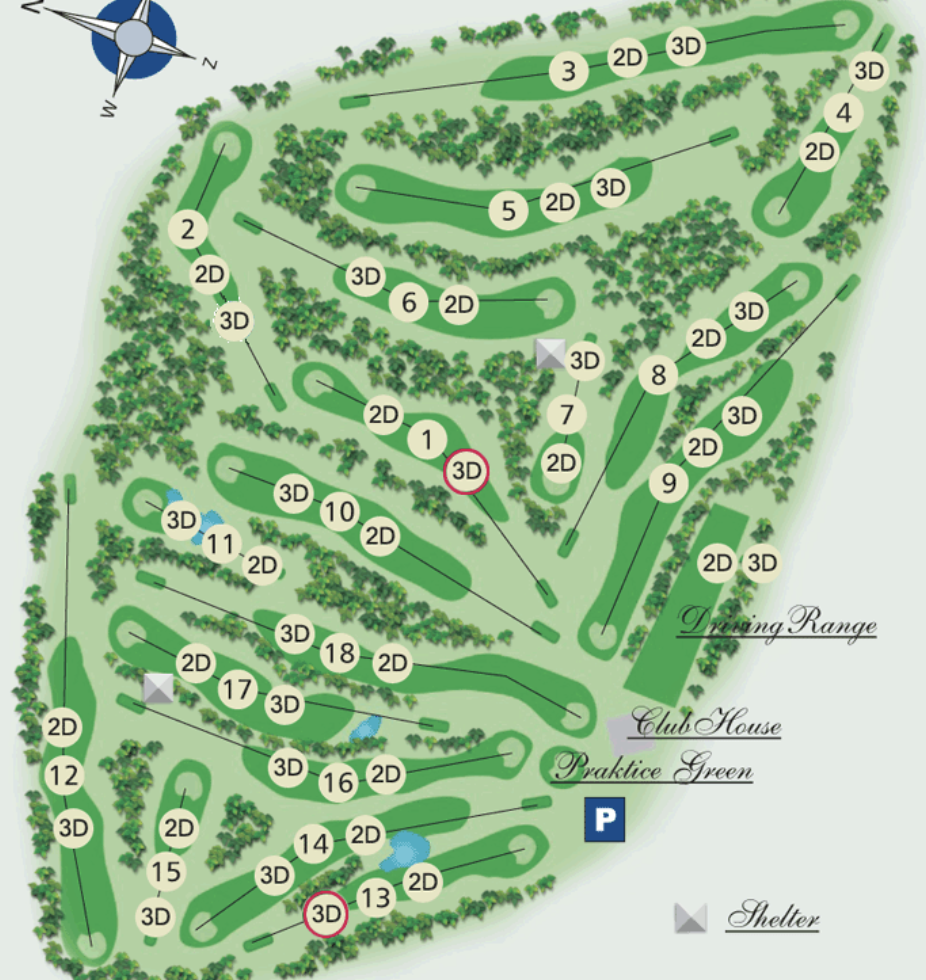 N
W
3 2D 3D
3D
4
2D
5 2D 3D
2
2D
3D
3D
6 2D
3D
7
2D
8 2D 3D
2D
1
3D
9 2D 3D
3D
10
2D
3D
11
2D
2D 3D
Driving Range
3D
18 2D
2D
17 3D
Club House
Praktice Green
2D
12
3D
3D
16 2D
P
2D
15
3D
3D
14 2D
3D 13 2D
Shelter